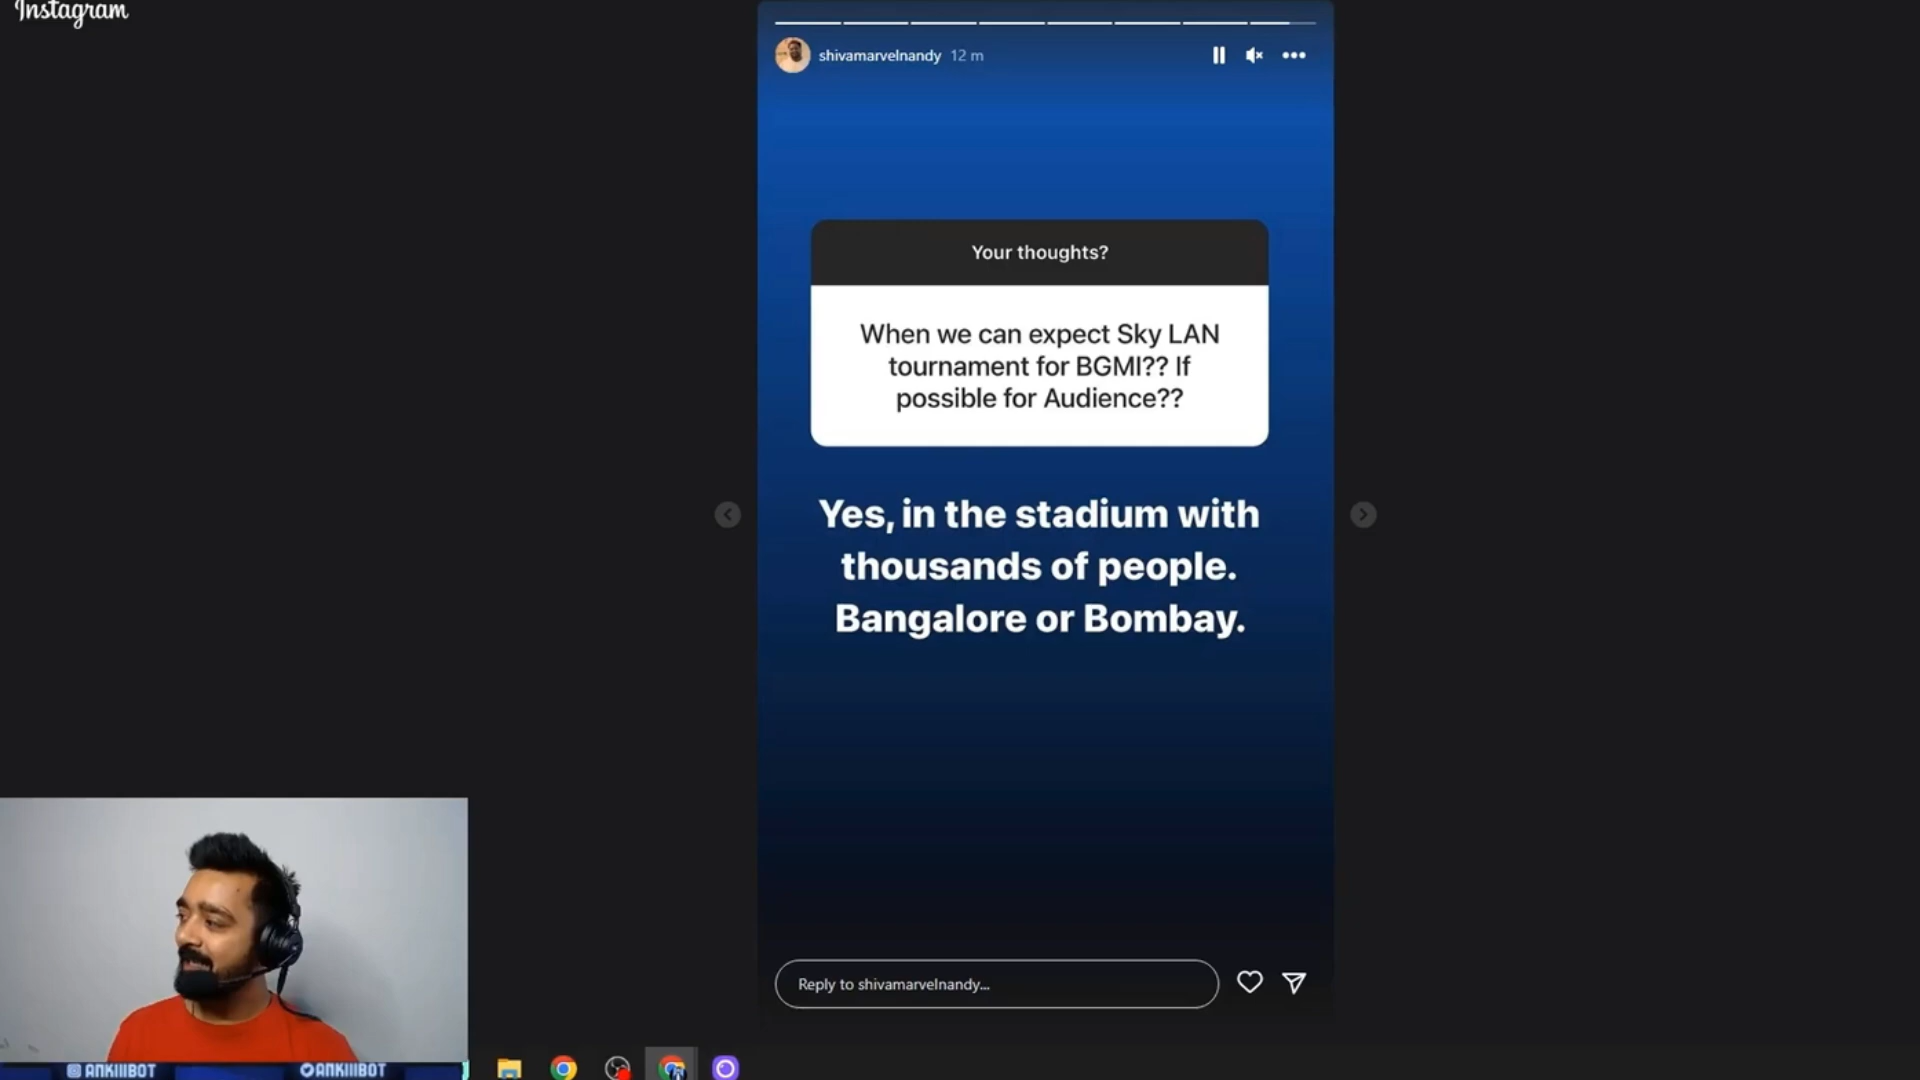 Instagram
shivamarvelnandy 12 m
Your thoughts?
When we can expect Sky LAN
tournament for BGMI?? If
possible for Audience??
Yes, in the stadium with
thousands of people.
Bangalore or Bombay.
Reply to shivamarvelnandy...
ANKIIIBOT ANKIIIBOT